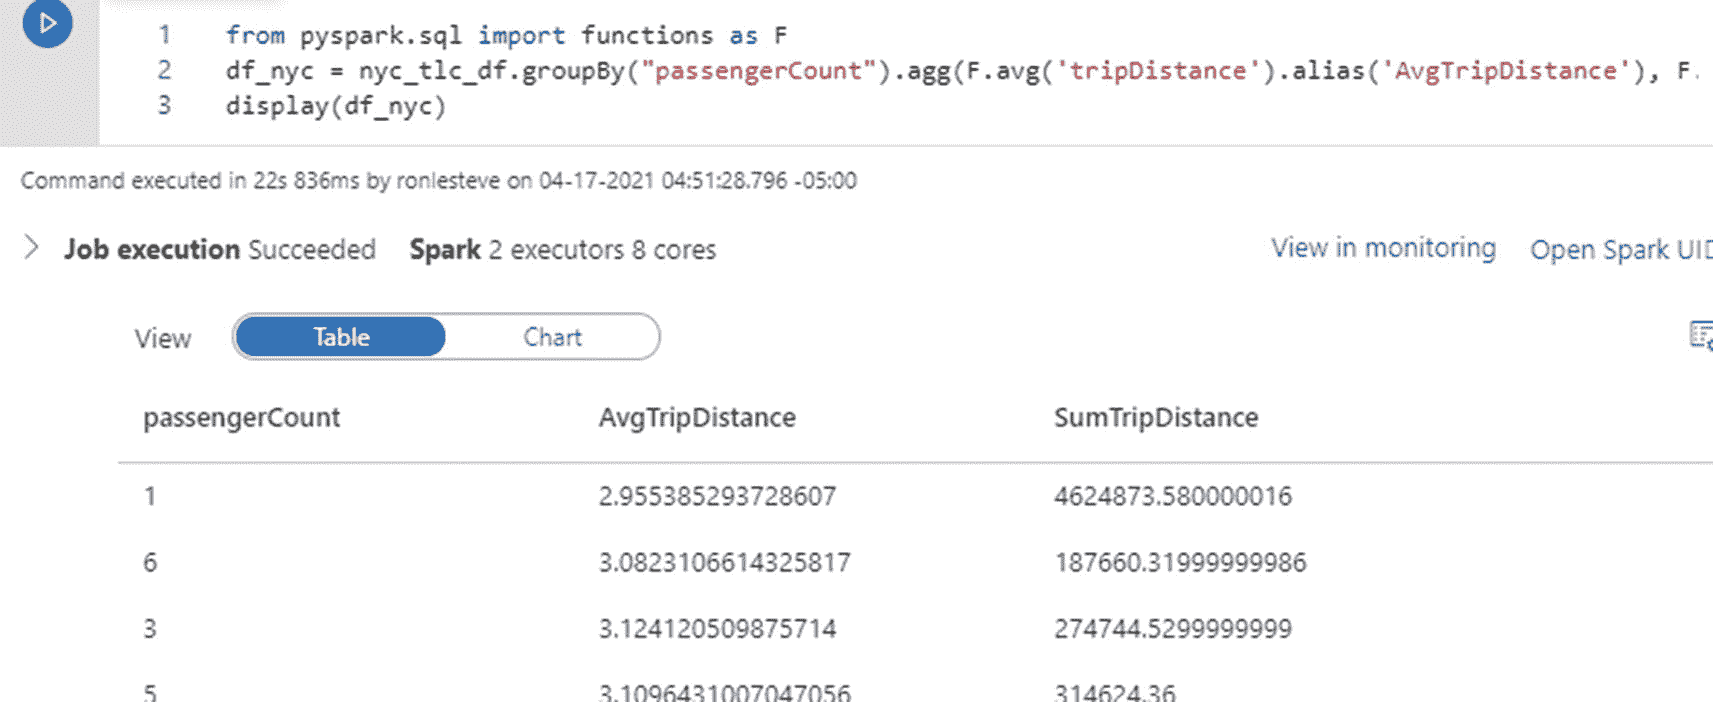 1 from pyspark.sql import functions as F
2 df_nyc = nyc_tlc_df.groupBy("passengerCount").agg(F.avg('tripDistance').alias('AvgTripDistance'), F.
3 display(df_nyc)
Command executed in 22s 836ms by ronlesteve on 04-17-2021 04:51:28.796 -05:00
Job execution Succeeded Spark 2 executors 8 cores View in monitoring Open Spark UI
View Table Chart
passengerCount AvgTripDistance SumTripDistance
1 2.955385293728607 4624873.580000016
6 3.0823106614325817 187660.31999999986
3 3.124120509875714 274744.5299999999
5 3.1096431007047056 314624.36